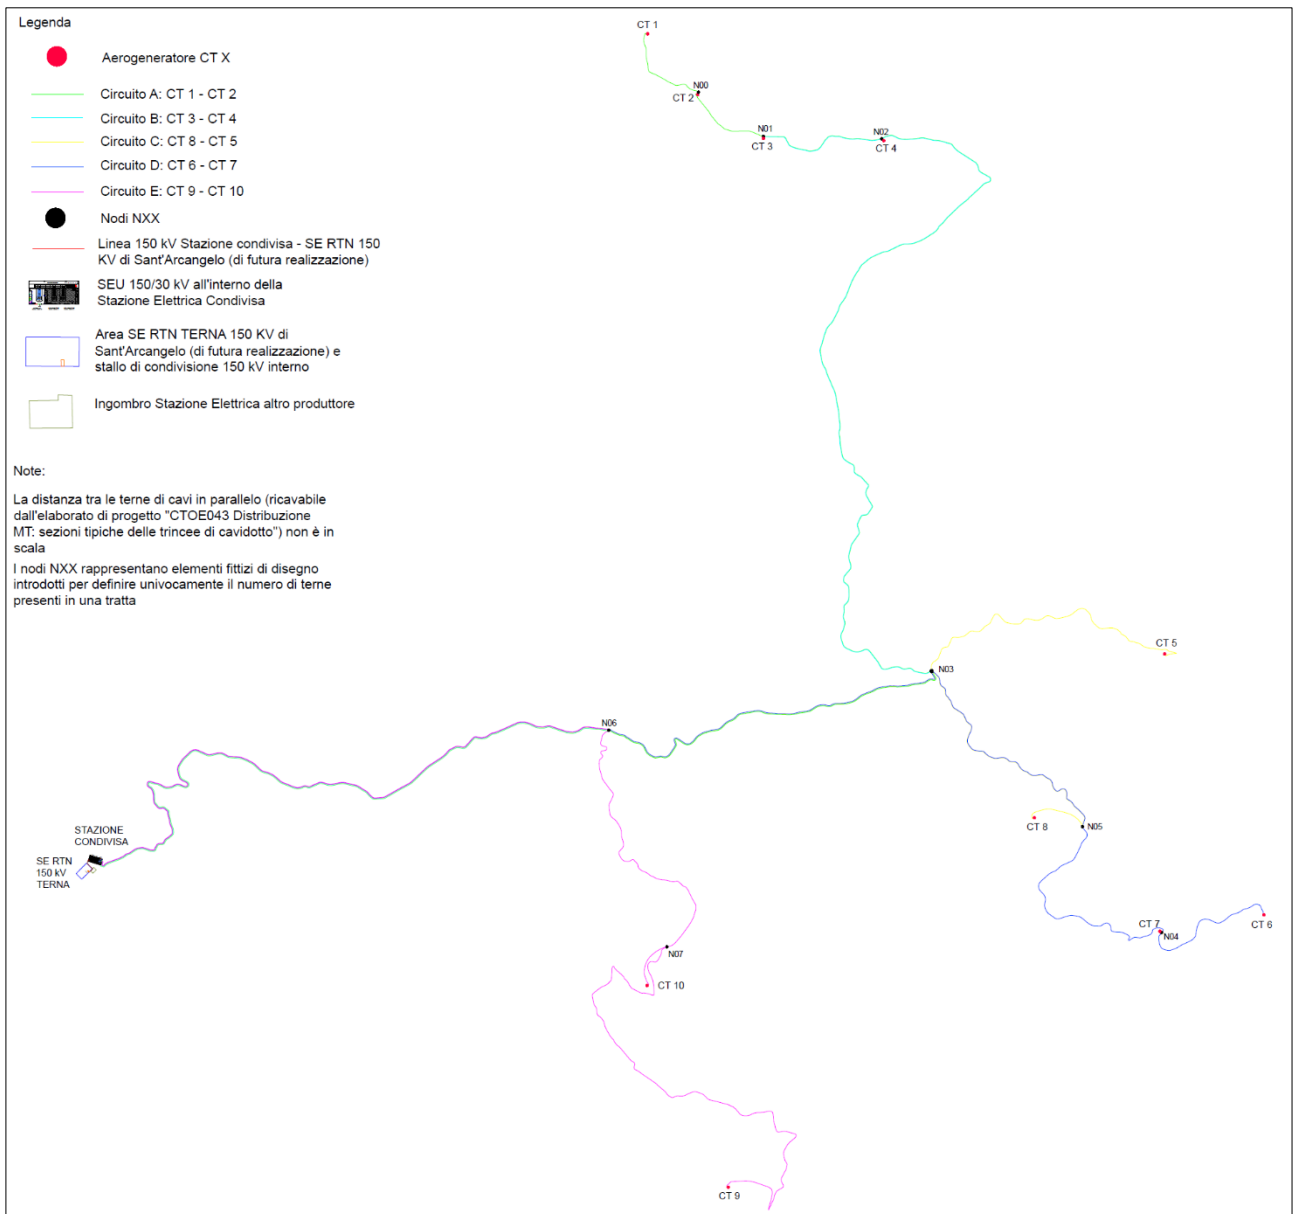 Legenda
Aerogeneratore CT X
Circuito A: CT 1 - CT 2
Circuito B: CT 3 - CT 4
Circuito C: CT 8 - CT 5
Circuito D: CT 6 - CT 7
Circuito E: CT 9 - CT 10
Nodi NXX
Linea 150 kV Stazione condivisa - SE RTN 150
KV di Sant'Arcangelo (di futura realizzazione)
SEU 150/30 kV all'interno della
Stazione Elettrica Condivisa
Area SE RTN TERNA 150 KV di
Sant'Arcangelo (di futura realizzazione) e
stallo di condivisione 150 kV interno
Ingombro Stazione Elettrica altro produttore
Note:
La distanza tra le terne di cavi in parallelo (ricavabile
dall'elaborato di progetto "CTOE043 Distribuzione
MT: sezioni tipiche delle trincee di cavidotto") non è in
scala
I nodi NXX rappresentano elementi fittizi di disegno
introdotti per definire univocamente il numero di terne
presenti in una tratta
CT 1
N00
CT 2
N01
CT 3
N02
CT 4
CT 5
N03
N06
CT 8
N05
STAZIONE
CONDIVISA
SE RTN
150 kV
TERNA
CT 7
N04
CT 6
N07
CT 10
CT 9